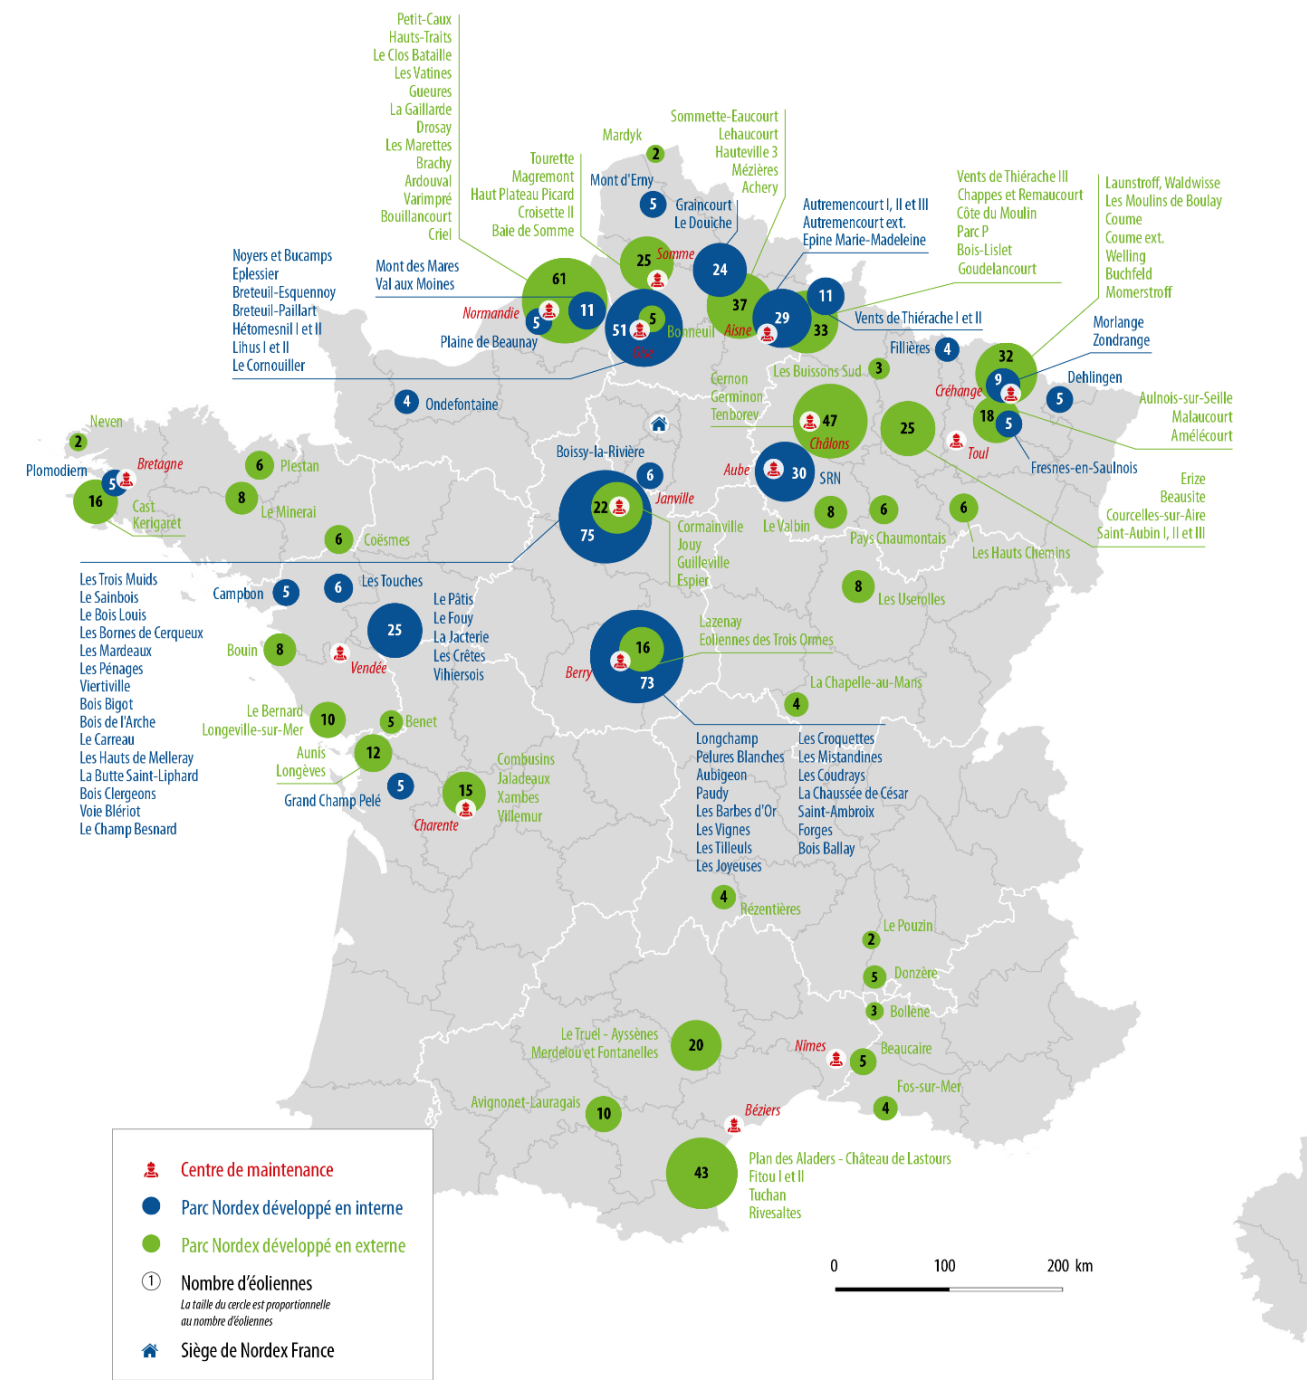 Petit-Caux
Hauts-Traits
Le Clos Bataille
Les Vatines
Gueures
La Gaillarde
Drosay
Les Marettes
Brachy
Ardouval
Varimpré
Bouillancourt
Criel
61
Tourette
Magremont
Haut Plateau Picard
Croisette II
Baie de Somme
25
Somme
Mardyk
2
Mont d'Erny
5
Sommette-Eaucourt
Lehaucourt
Hauteville 3
Mézières
Achery
37
Graincourt
Le Douiche
24
Autremencourt I, II et III
Autremencourt ext.
Epine Marie-Madeleine
29
Vents de Thiérache III
Chappes et Remaucourt
Côte du Moulin
Parc P
Bois-Lislet
Goudelancourt
33
11
Vents de Thiérache I et II
Launstroff, Waldwisse
Les Moulins de Boulay
Coume
Coume ext.
Welling
Buchfeld
Momerstroff
32
Morlange
Zondrange
9
Noyers et Bucamps
Eplessier
Breteuil-Esquennoy
Breteuil-Paillart
Hétomesnil I et II
Lihus I et II
Le Cornouiller
51
Oise
5
Bonneuil
Mont des Mares
Val aux Moines
11
Normandie
5
Plaine de Beaunay
Aisne
Fillières
4
Créhange
Dehlingen
5
Les Buissons Sud
3
Cernon
Germinon
Tenborev
47
Châlons
25
18
5
Aulnois-sur-Seille
Malaucourt
Amélécourt
Toul
Fresnes-en-Saulnois
Erize
Beausite
Courcelles-sur-Aire
Saint-Aubin I, II et III
4
Ondefontaine
Neven
2
Plomodiern
5
Bretagne
16
Cast
Kerigaret
6
Plestan
8
Le Minerai
6
Coësmes
Boissy-la-Rivière
6
Janville
22
75
Cormainville
Jouy
Guilleville
Espier
Aube
30
SRN
Le Valbin
8
6
Pays Chaumontais
6
Les Hauts Chemins
8
Les Userolles
Les Trois Muids
Le Sainbois
Le Bois Louis
Les Bornes de Cerqueux
Les Mardeaux
Les Pénages
Viertiville
Bois Bigot
Bois de l'Arche
Le Carreau
Les Hauts de Melleray
La Butte Saint-Liphard
Bois Clergeons
Voie Blériot
Le Champ Besnard
Campbon
5
6
Les Touches
25
Le Pâtis
Le Fouy
La Jacterie
Les Crêtes
Vihiersois
Bouin
8
Vendée
Le Bernard
Longeville-sur-Mer
10
5
Benet
Aunis
Longèves
12
Grand Champ Pelé
5
15
Charente
Combusins
Jaladeaux
Xambes
Villemur
Berry
16
73
Lazenay
Eoliennes des Trois Ormes
La Chapelle-au-Mans
4
Longchamp
Pelures Blanches
Aubigeon
Paudy
Les Barbes d'Or
Les Vignes
Les Tilleuls
Les Joyeuses
Les Croquettes
Les Mistandines
Les Coudrays
La Chaussée de César
Saint-Ambroix
Forges
Bois Ballay
4
Rézentières
Le Pouzin
2
5
Donzère
3
Bollène
Le Truel - Ayssènes
Merdelou et Fontanelles
20
Nîmes
5
Beaucaire
Fos-sur-Mer
4
Avignonet-Lauragais
10
Béziers
43
Plan des Aladers - Château de Lastours
Fitou I et II
Tuchan
Rivesaltes
Centre de maintenance
Parc Nordex développé en interne
Parc Nordex développé en externe
1
Nombre d'éoliennes
La taille du cercle est proportionnelle
au nombre d'éoliennes
Siège de Nordex France
0 100 200 km